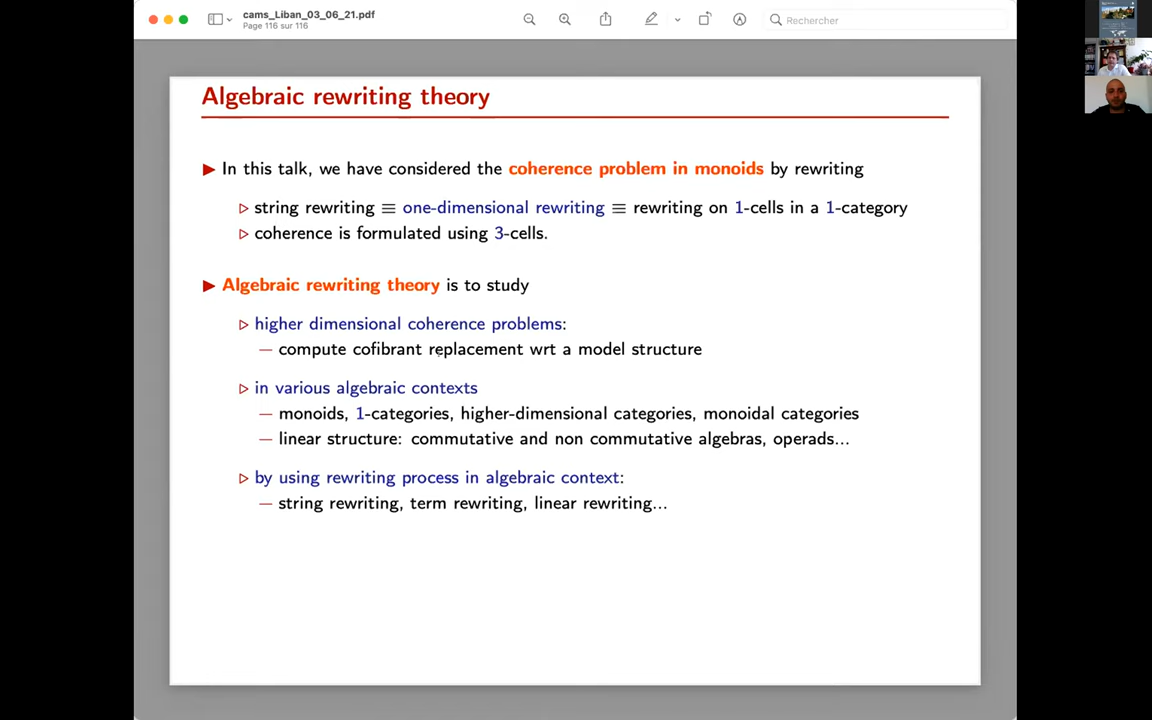 cams_Liban_03_06_21.pdf
Page 116 sur 116
Rechercher
Algebraic rewriting theory
▶ In this talk, we have considered the coherence problem in monoids by rewriting
▷ string rewriting ≡ one-dimensional rewriting ≡ rewriting on 1-cells in a 1-category
▷ coherence is formulated using 3-cells.
▶ Algebraic rewriting theory is to study
▷ higher dimensional coherence problems:
— compute cofibrant replacement wrt a model structure
▷ in various algebraic contexts
— monoids, 1-categories, higher-dimensional categories, monoidal categories
— linear structure: commutative and non commutative algebras, operads...
▷ by using rewriting process in algebraic context:
— string rewriting, term rewriting, linear rewriting...